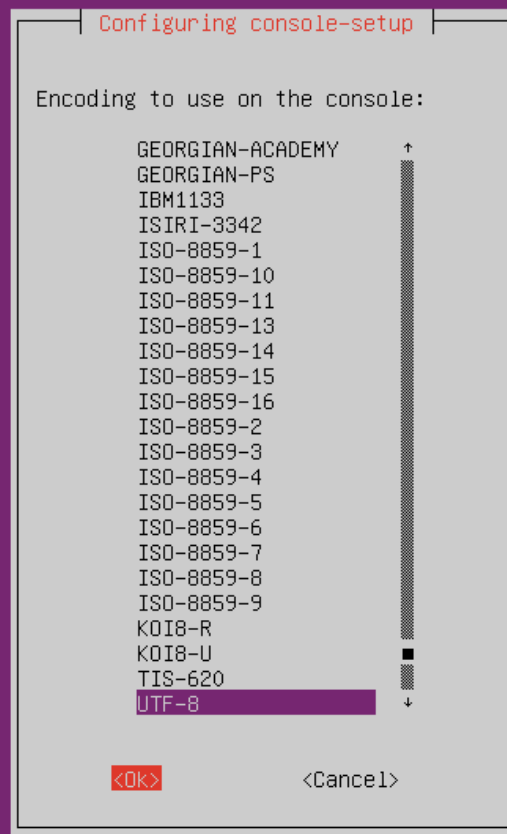 Configuring console-setup
Encoding to use on the console:
GEORGIAN-ACADEMY
GEORGIAN-PS
IBM1133
ISIRI-3342
ISO-8859-1
ISO-8859-10
ISO-8859-11
ISO-8859-13
ISO-8859-14
ISO-8859-15
ISO-8859-16
ISO-8859-2
ISO-8859-3
ISO-8859-4
ISO-8859-5
ISO-8859-6
ISO-8859-7
ISO-8859-8
ISO-8859-9
KOI8-R
KOI8-U
TIS-620
UTF-8
<Ok> <Cancel>